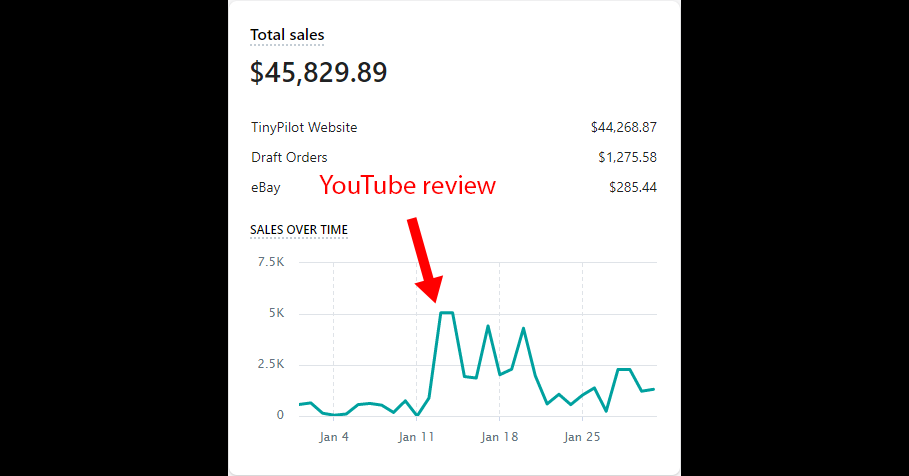 Total sales
$45,829.89
TinyPilot Website $44,268.87
Draft Orders $1,275.58
eBay $285.44
YouTube review
SALES OVER TIME
7.5K
5K
2.5K
0
Jan 4 Jan 11 Jan 18 Jan 25